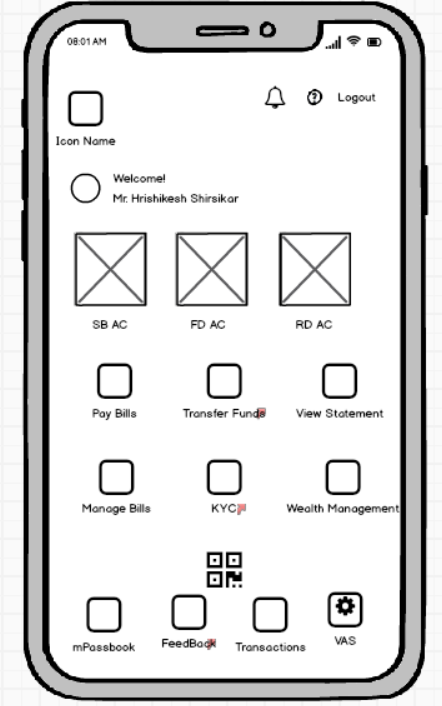 08:01 AM
Logout
Icon Name
Welcome!
Mr. Hrishikesh Shirsikar
SB AC
FD AC
RD AC
Pay Bills
Transfer Funds
View Statement
Manage Bills
KYC
Wealth Management
mPassbook
FeedBack
Transactions
VAS